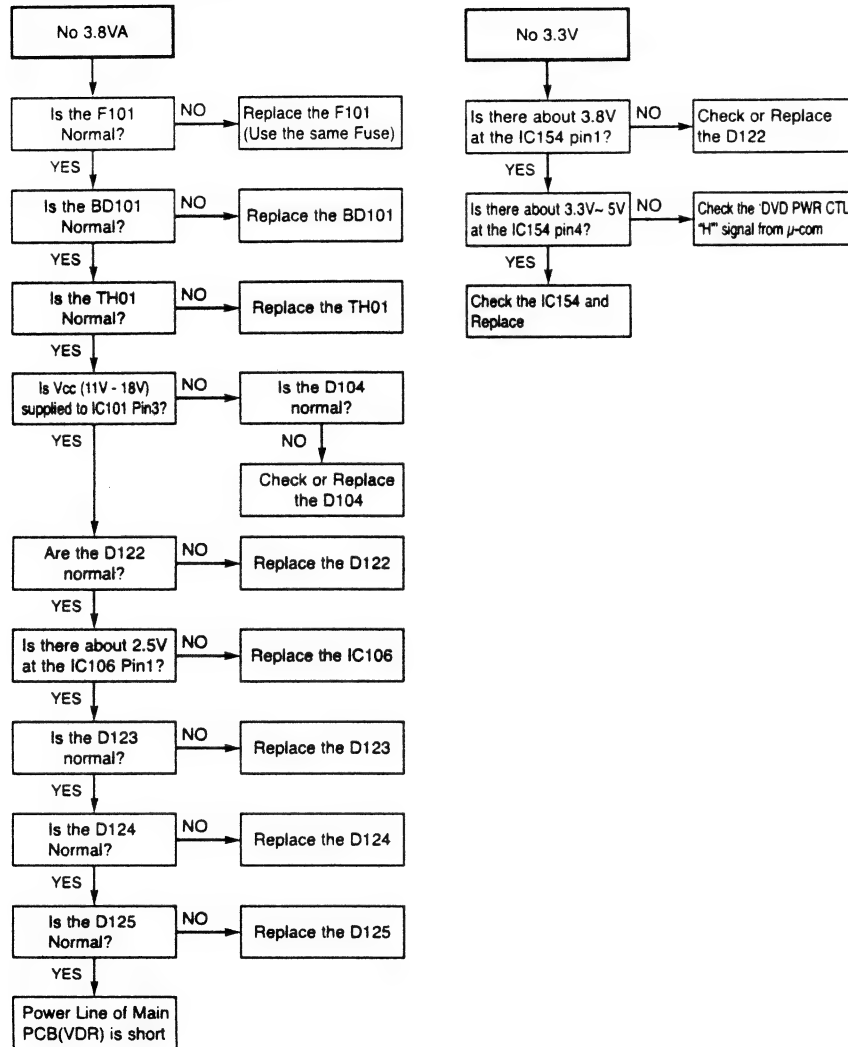 No 3.8VA
Is the F101
Normal?
NO
Replace the F101
(Use the same Fuse)
YES
Is the BD101
Normal?
NO
Replace the BD101
YES
Is the TH01
Normal?
NO
Replace the TH01
YES
Is Vcc (11V - 18V)
supplied to IC101 Pin3?
NO
Is the D104
normal?
NO
Check or Replace
the D104
YES
Are the D122
normal?
NO
Replace the D122
YES
Is there about 2.5V
at the IC106 Pin1?
NO
Replace the IC106
YES
Is the D123
normal?
NO
Replace the D123
YES
Is the D124
Normal?
NO
Replace the D124
YES
Is the D125
Normal?
NO
Replace the D125
YES
Power Line of Main
PCB(VDR) is short
No 3.3V
Is there about 3.8V
at the IC154 pin1?
NO
Check or Replace
the D122
YES
Is there about 3.3V~ 5V
at the IC154 pin4?
NO
Check the 'DVD PWR CTL
"H"' signal from µ-com
YES
Check the IC154 and
Replace